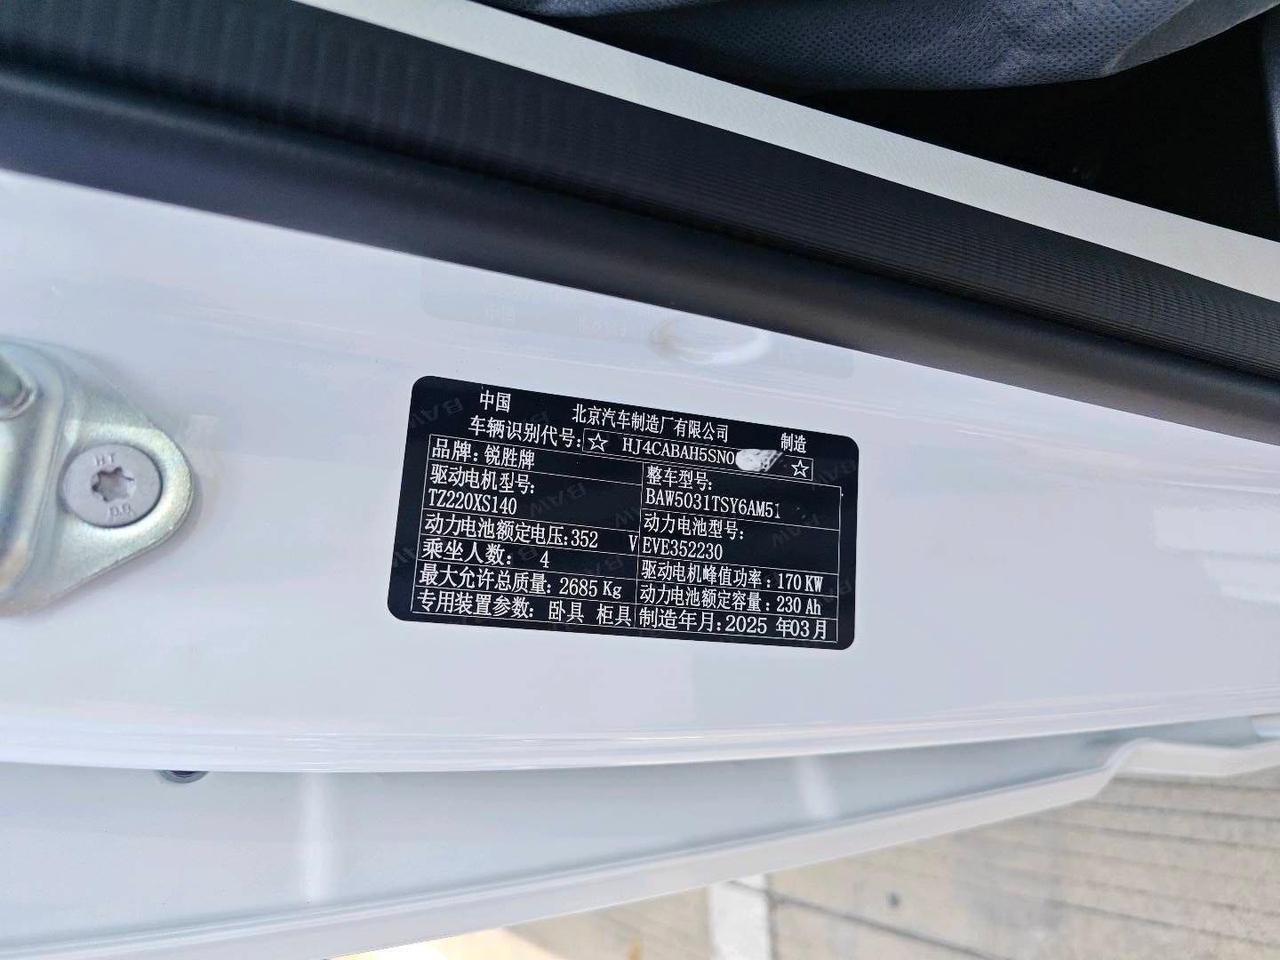 中国 北京汽车制造厂有限公司 制造
车辆识别代号:☆ HJ4CABAH5SN0 ☆
品牌: 锐胜牌
整车型号:
BAW5031TSY6AM51
驱动电机型号:
TZ220XS140
动力电池型号:
EVE352230
动力电池额定电压:352 V
乘坐人数: 4
驱动电机峰值功率: 170 KW
最大允许总质量: 2685 Kg
动力电池额定容量: 230 Ah
专用装置参数: 卧具 柜具
制造年月: 2025 年03月